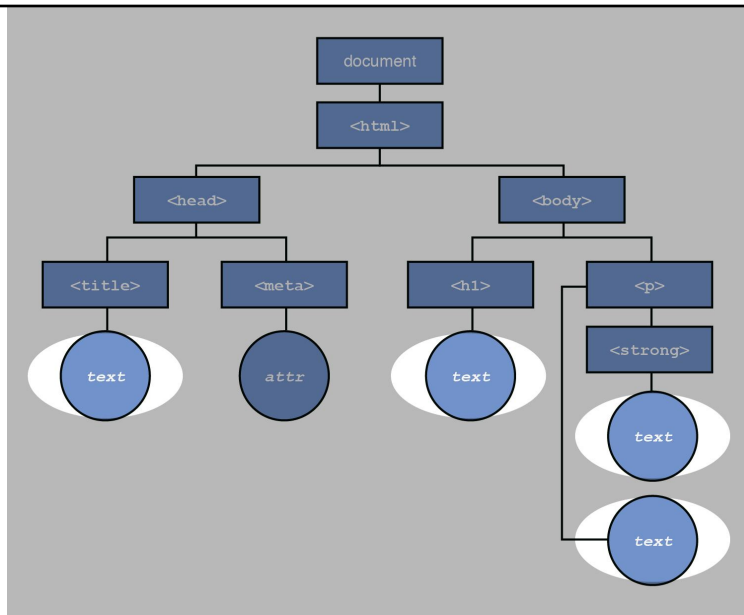 document
<html>
<head> <body>
<title> <meta> <h1> <p>
<strong>
text attr text
text
text